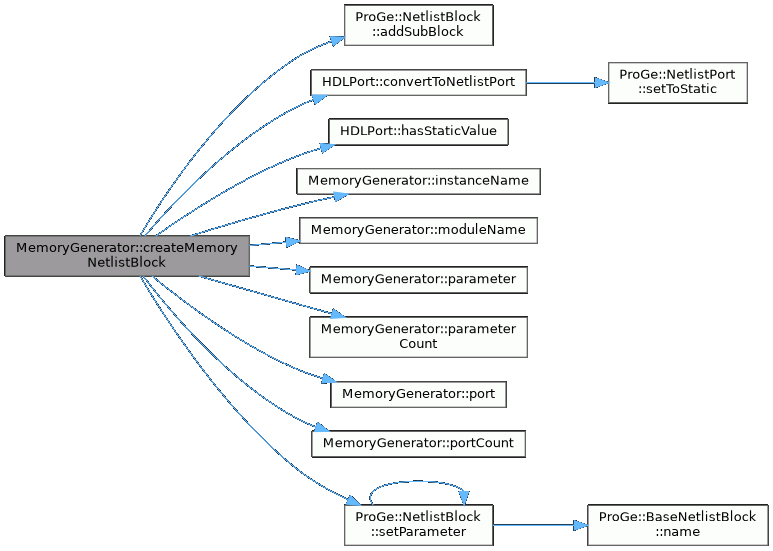 ProGe::NetlistBlock
::addSubBlock
HDLPort::convertToNetlistPort
ProGe::NetlistPort
::setToStatic
HDLPort::hasStaticValue
MemoryGenerator::instanceName
MemoryGenerator::createMemory
NetlistBlock
MemoryGenerator::moduleName
MemoryGenerator::parameter
MemoryGenerator::parameter
Count
MemoryGenerator::port
MemoryGenerator::portCount
ProGe::NetlistBlock
::setParameter
ProGe::BaseNetlistBlock
::name